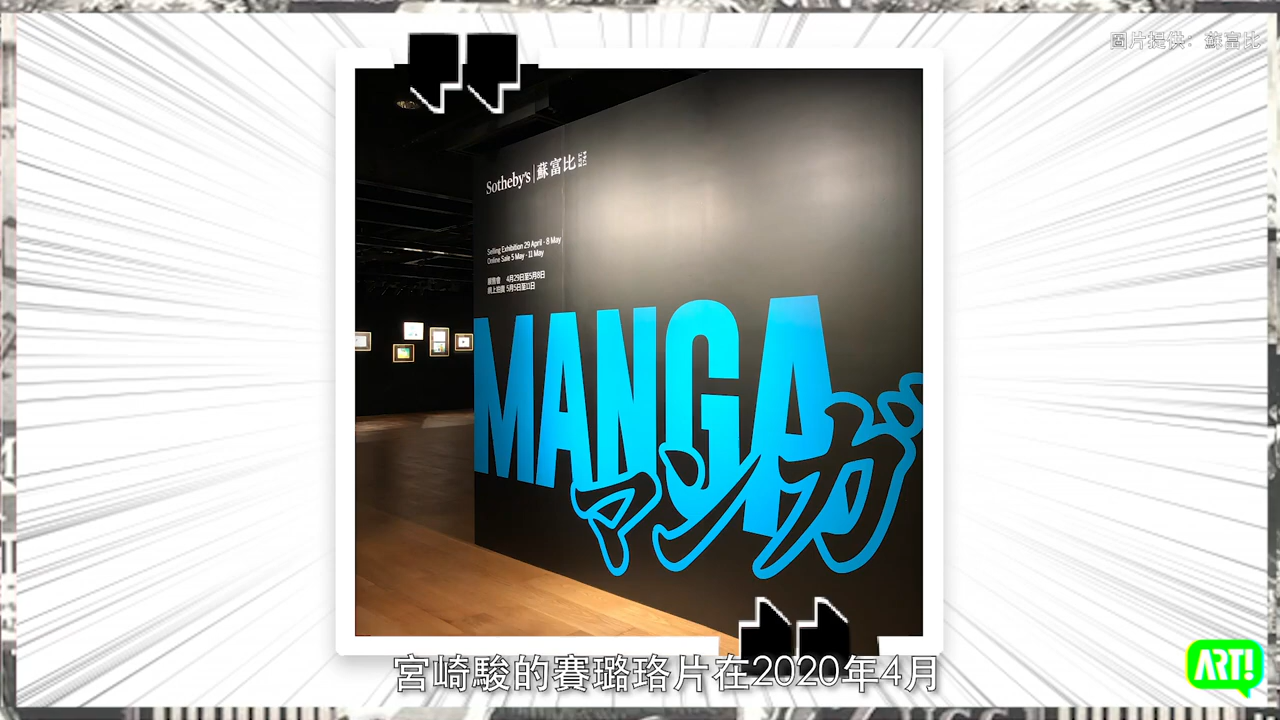 圖片提供：蘇富比
Sotheby's | 蘇富比 EST. 1744
Selling Exhibition 29 April - 8 May
Online Sale 5 May - 11 May
展售會 4月29日至5月8日
網上拍賣 5月5日至11日
MANGA
マンガ
宮崎駿的賽璐珞片在2020年4月
ART!